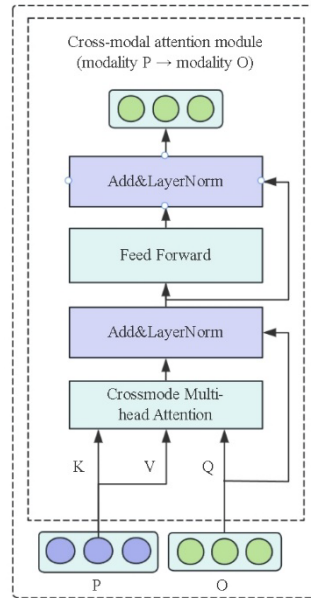 Cross-modal attention module
(modality P → modality O)
Add&LayerNorm
Feed Forward
Add&LayerNorm
Crossmode Multi-
head Attention
K V Q
P O